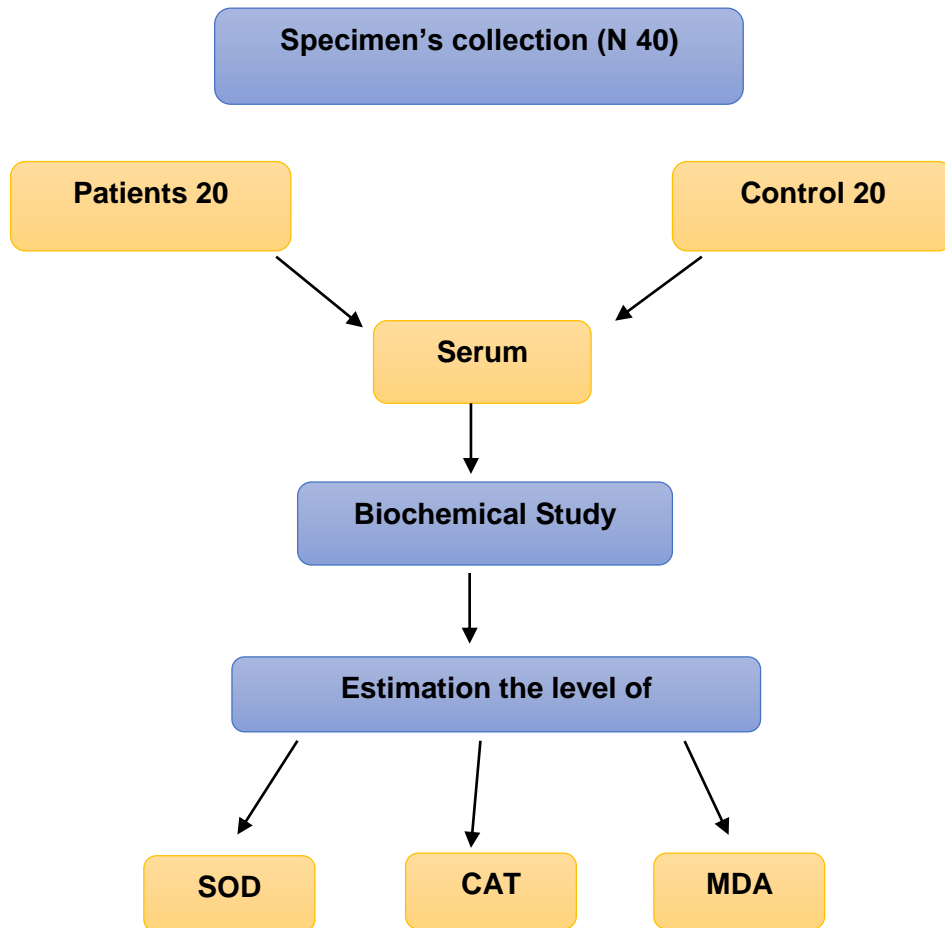 Specimen’s collection (N 40)
Patients 20
Control 20
Serum
Biochemical Study
Estimation the level of
SOD
CAT
MDA